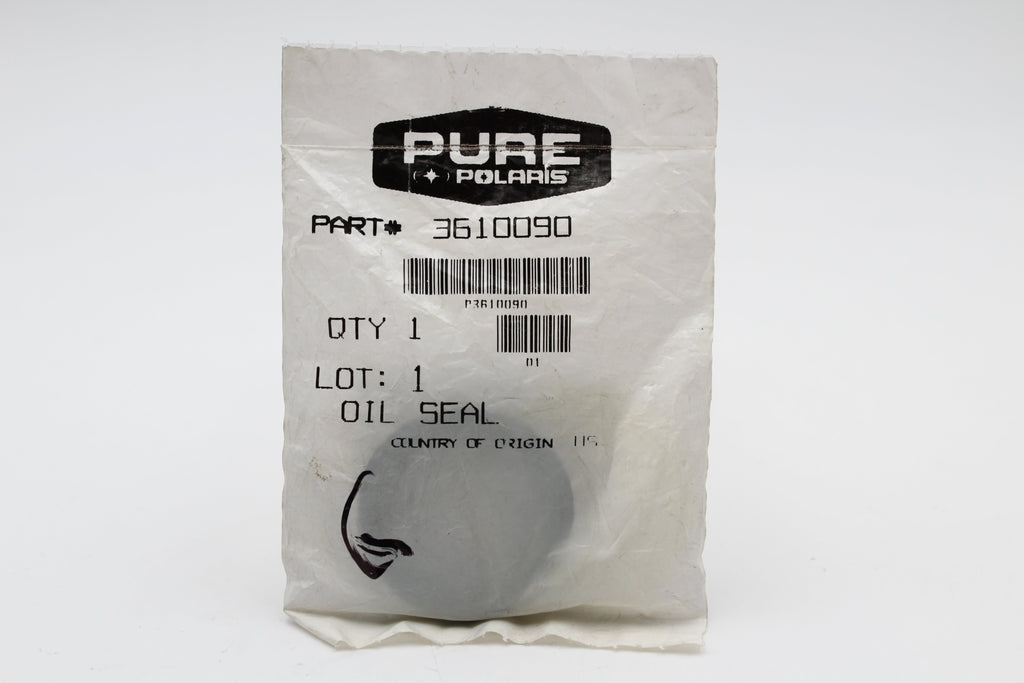 PURE
POLARIS
PART# 3610090
P3610090
QTY 1
01
LOT: 1
OIL SEAL
COUNTRY OF ORIGIN US